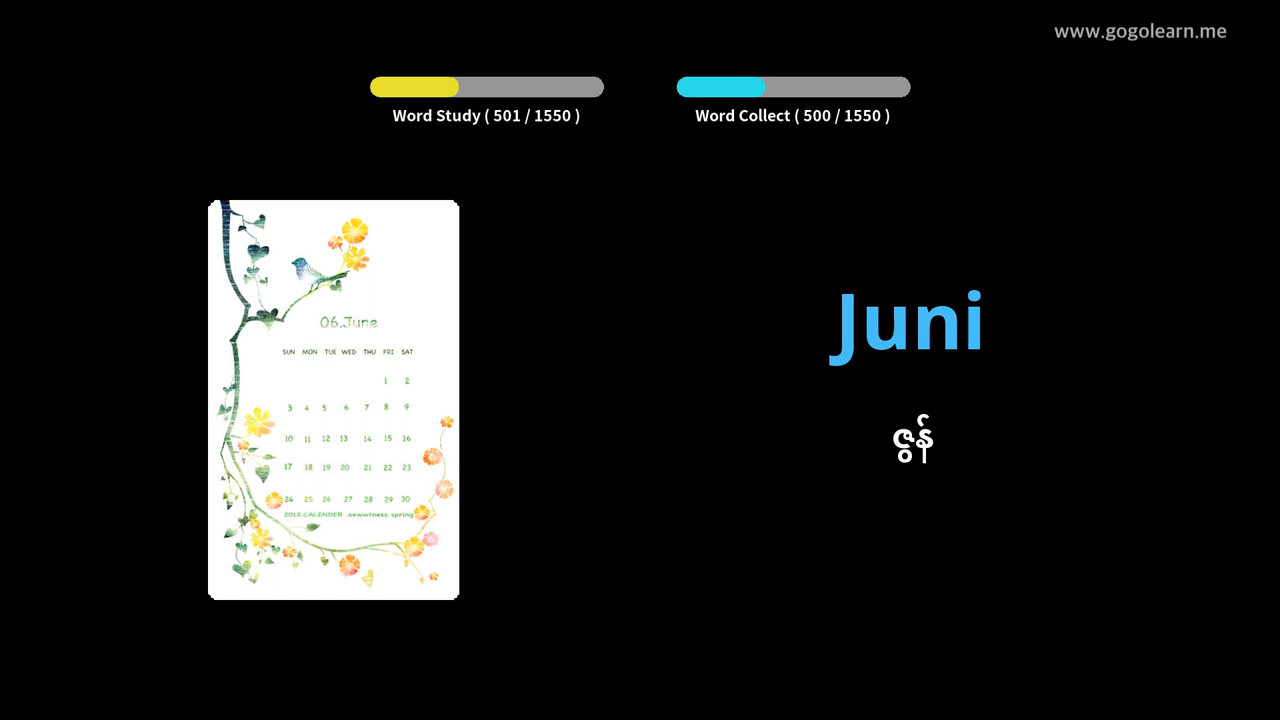 www.gogolearn.me
Word Study ( 501 / 1550 )
Word Collect ( 500 / 1550 )
06.June
SUN MON TUE WED THU FRI SAT
1 2
3 4 5 6 7 8 9
10 11 12 13 14 15 16
17 18 19 20 21 22 23
24 25 26 27 28 29 30
2012.CALENDER .sewwtness spring
Juni
ဇွန်